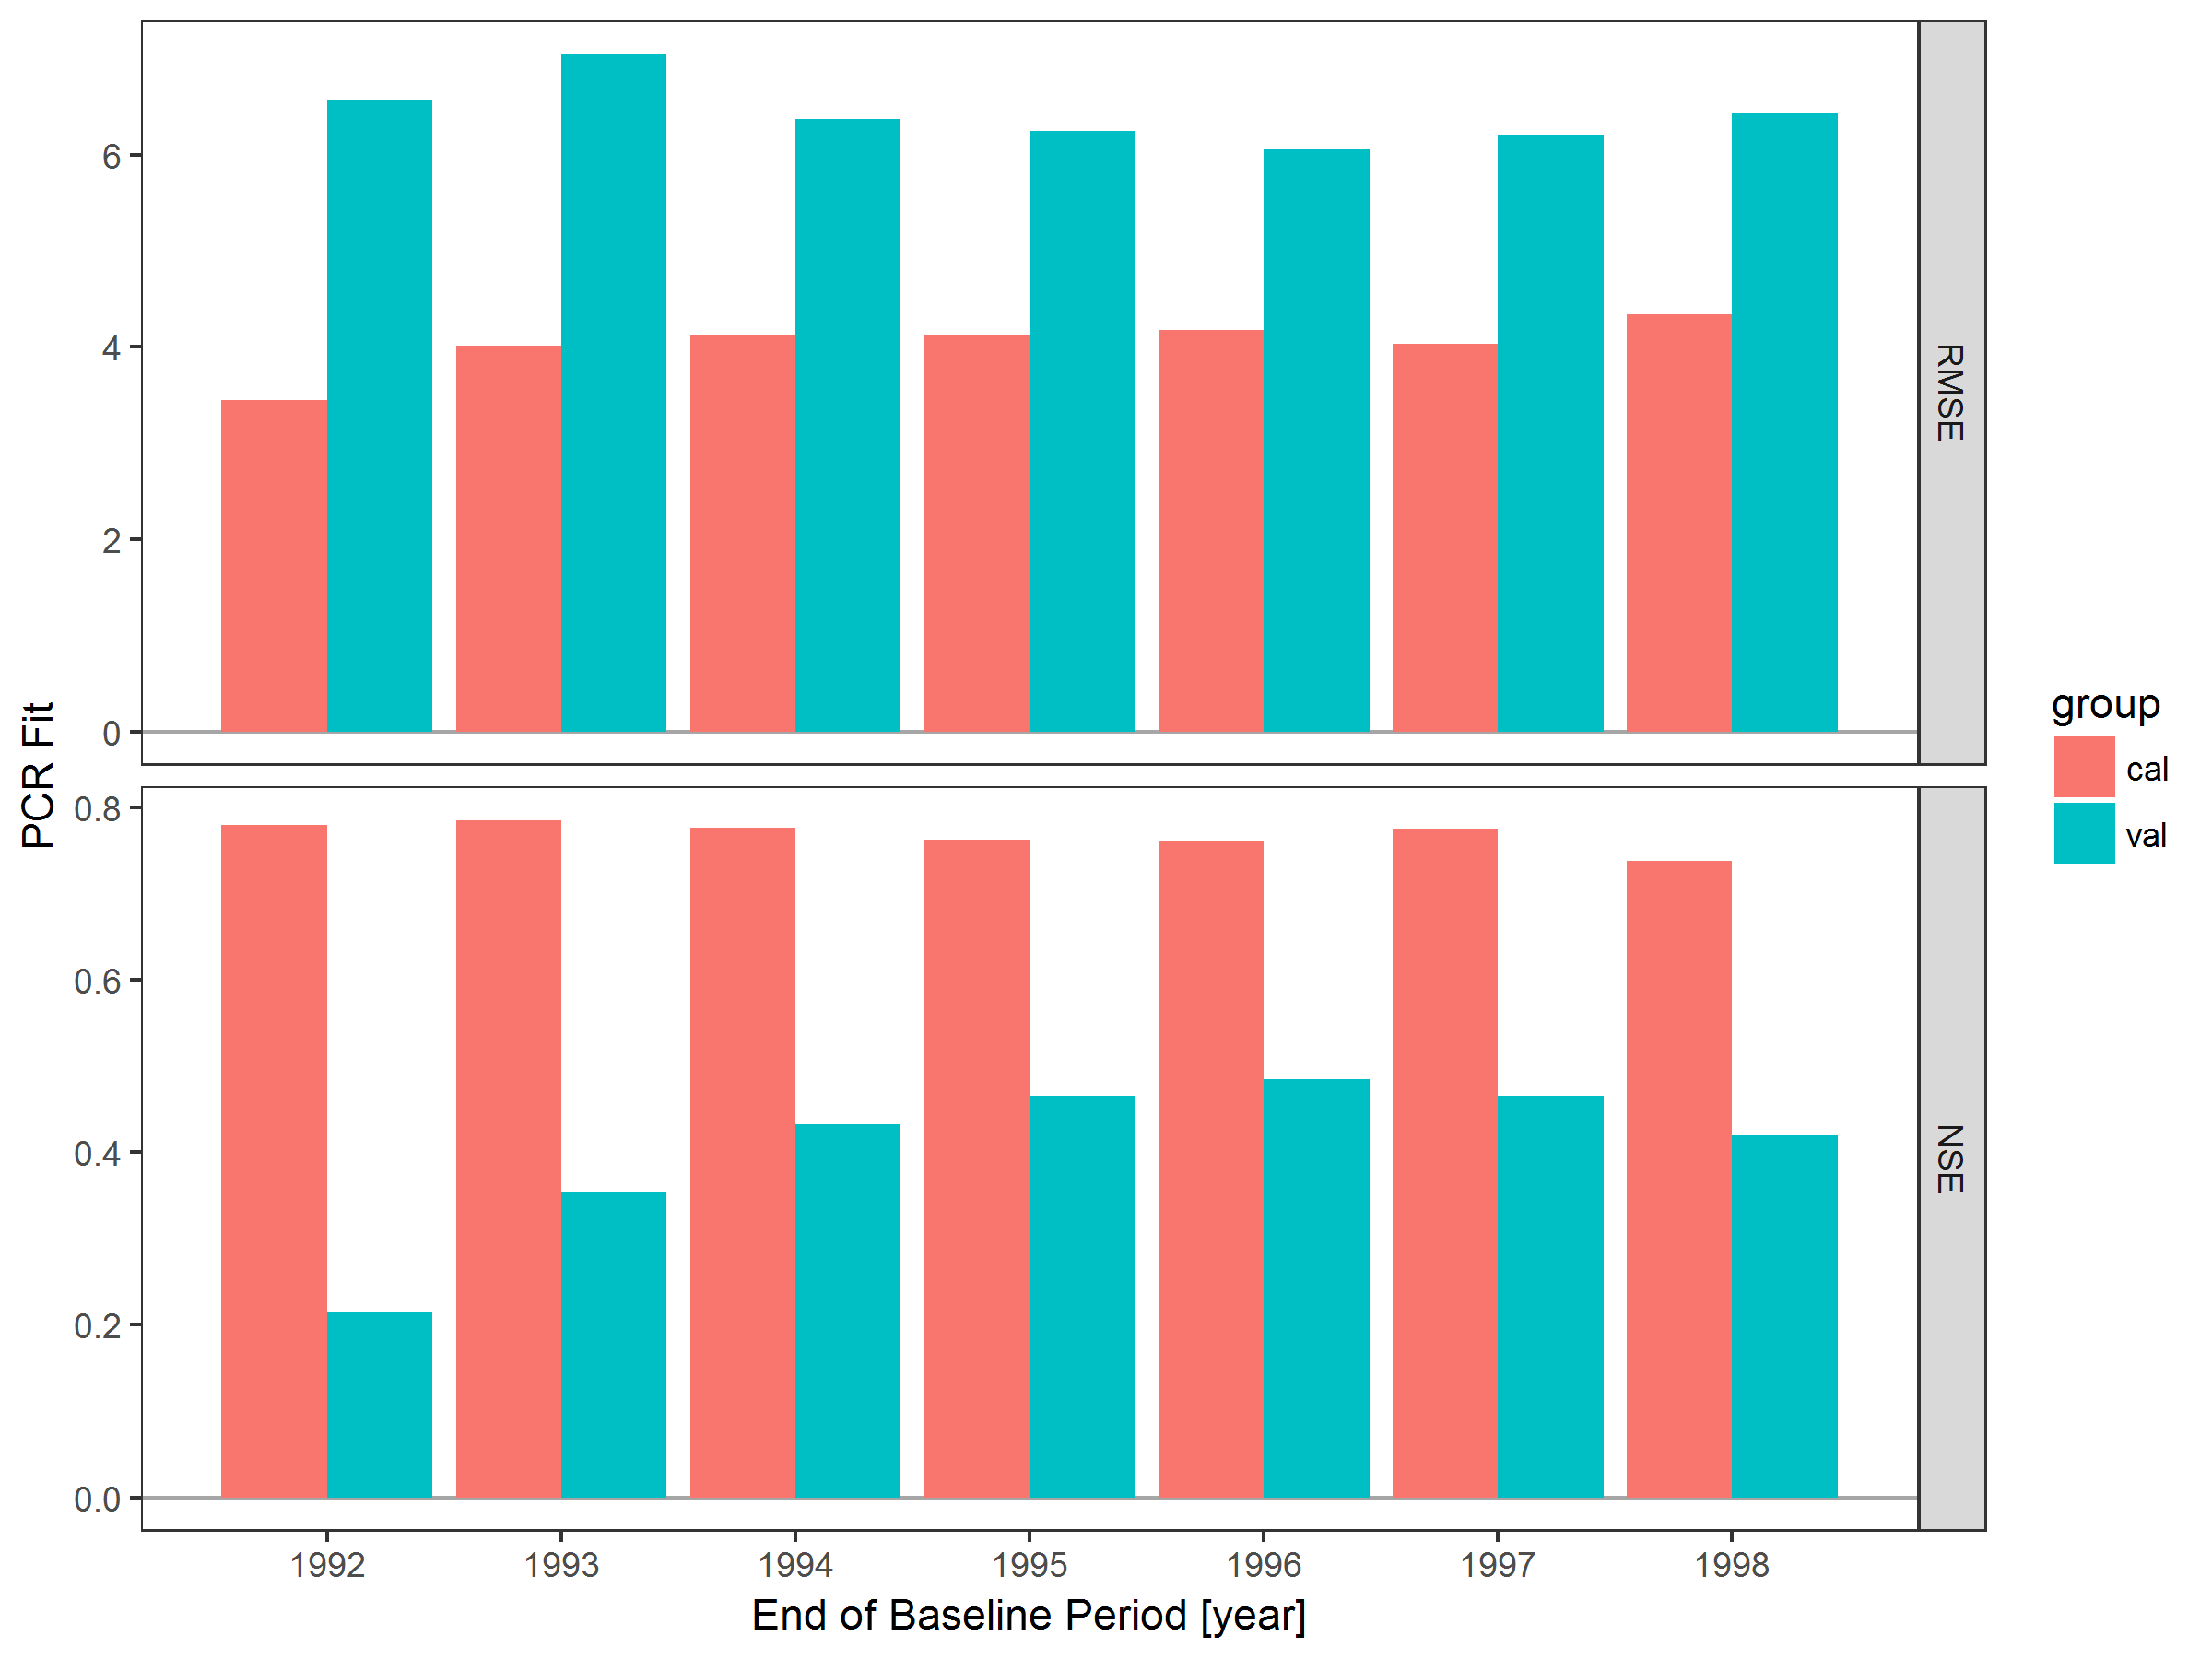 PCR Fit
6
4
2
0
RMSE
0.8
0.6
0.4
0.2
0.0
NSE
1992 1993 1994 1995 1996 1997 1998
End of Baseline Period [year]
group
cal
val